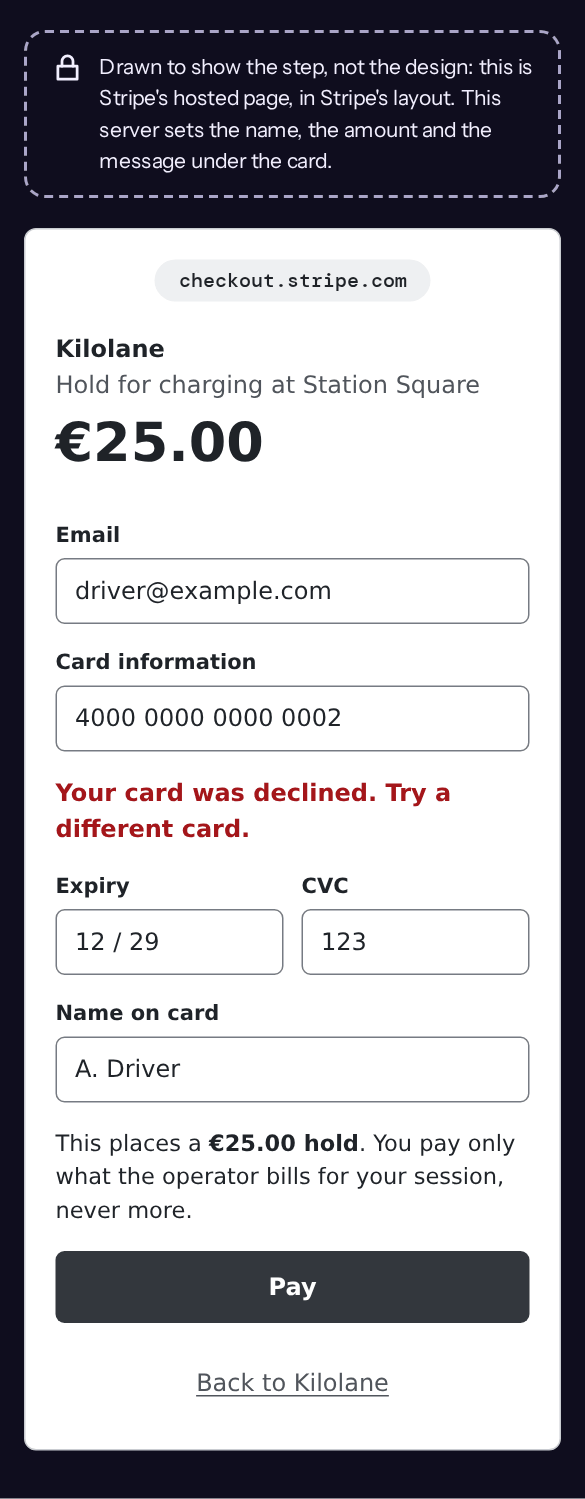 Drawn to show the step, not the design: this is
Stripe's hosted page, in Stripe's layout. This
server sets the name, the amount and the
message under the card.
checkout.stripe.com
Kilolane
Hold for charging at Station Square
€25.00
Email
driver@example.com
Card information
4000 0000 0000 0002
Your card was declined. Try a
different card.
Expiry CVC
12 / 29 123
Name on card
A. Driver
This places a €25.00 hold. You pay only
what the operator bills for your session,
never more.
Pay
Back to Kilolane